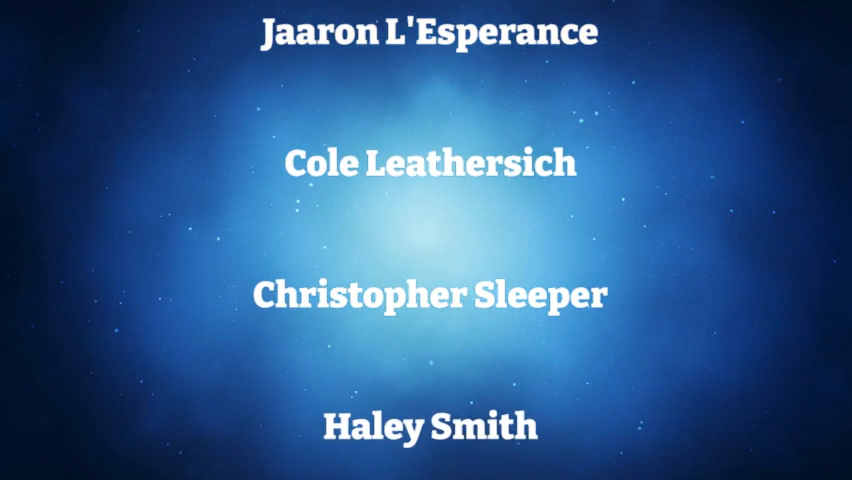 Jaaron L'Esperance
Cole Leathersich
Christopher Sleeper
Haley Smith